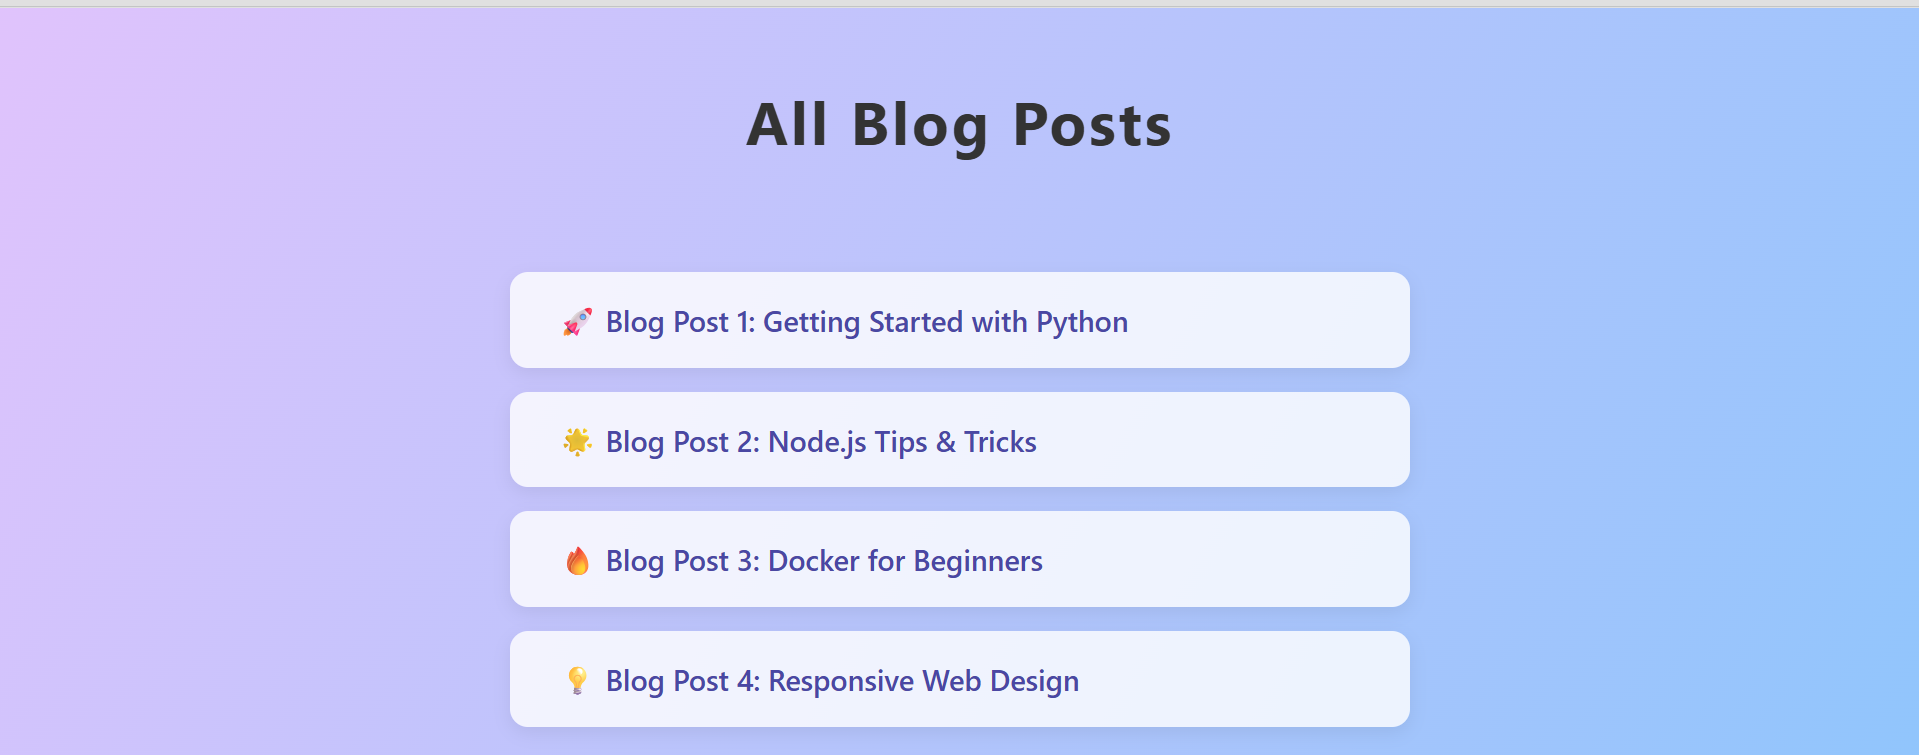 All Blog Posts
🚀 Blog Post 1: Getting Started with Python
🌟 Blog Post 2: Node.js Tips & Tricks
🔥 Blog Post 3: Docker for Beginners
💡 Blog Post 4: Responsive Web Design